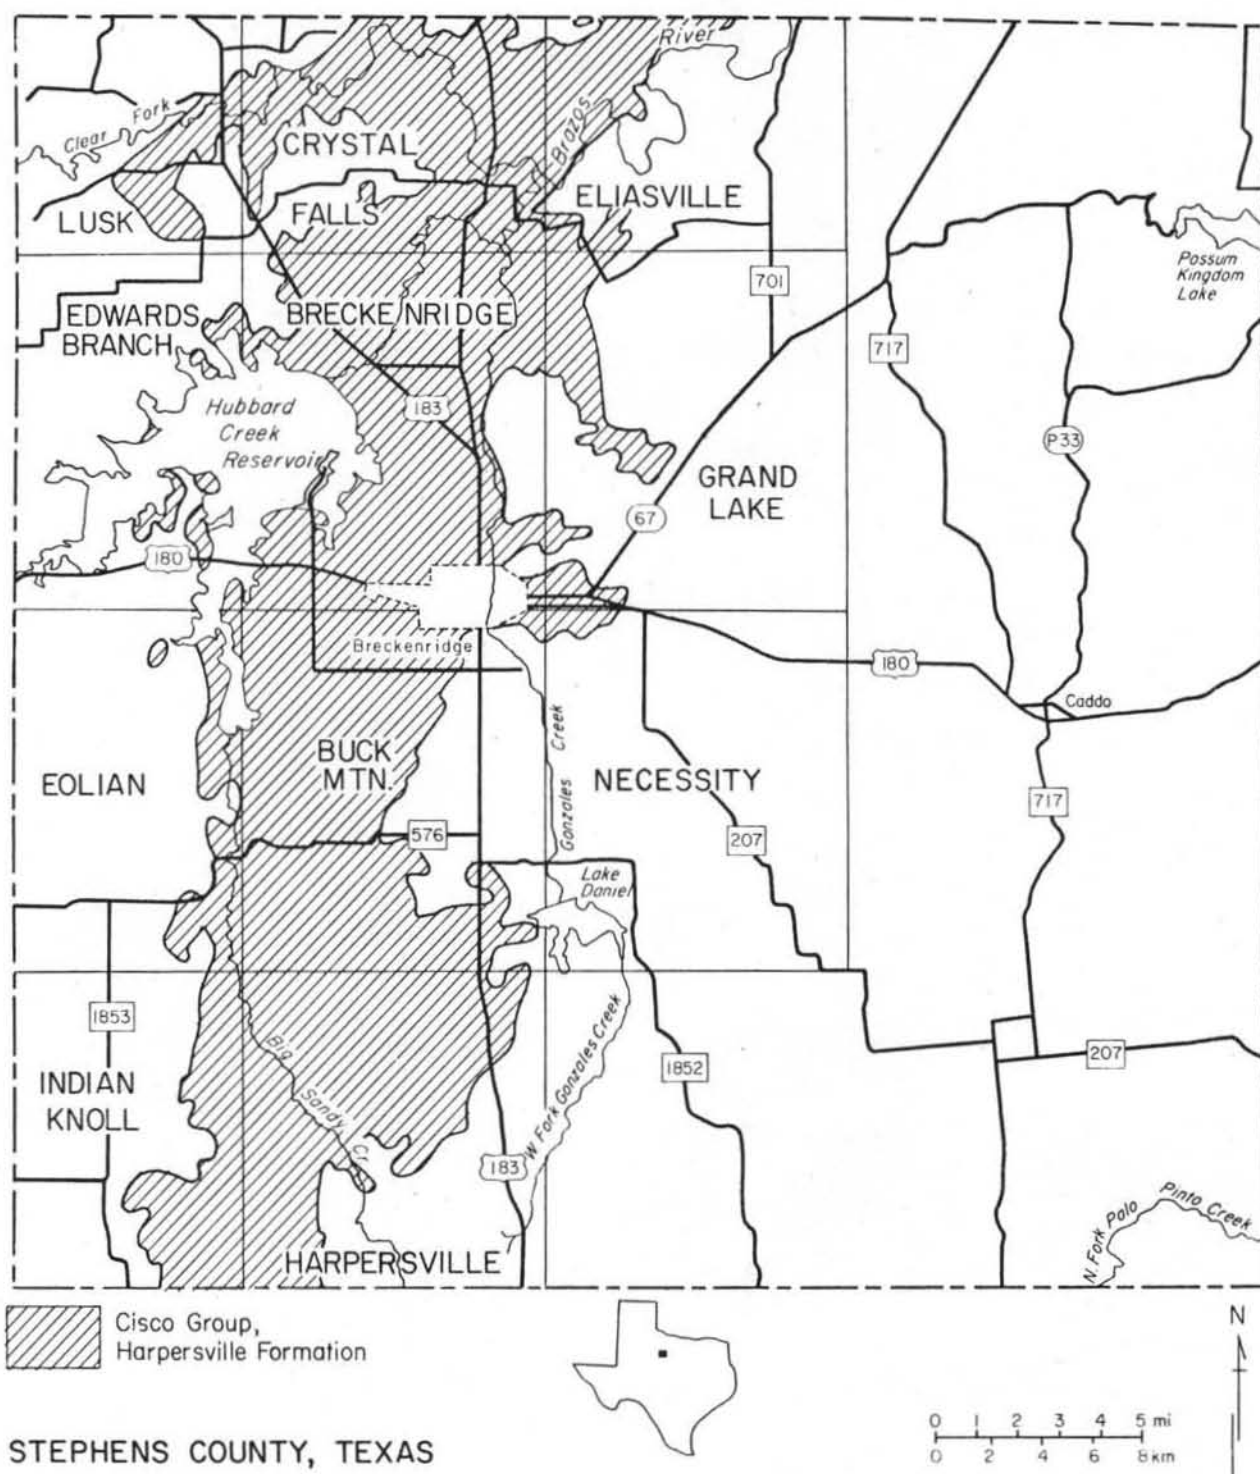 River
Clear Fork
Brazos
CRYSTAL
FALLS
ELIASVILLE
LUSK
701
Possum
Kingdom
Lake
EDWARDS
BRANCH
BRECKENRIDGE
717
Hubbard
Creek
Reservoir
183
P33
GRAND
LAKE
67
180
Breckenridge
180
Caddo
Gonzales Creek
BUCK
MTN.
EOLIAN
NECESSITY
717
576
207
Lake
Daniel
1853
Big Sandy Cr.
W Fork Gonzales Creek
1852
207
INDIAN
KNOLL
183
N. Fork Palo Pinto Creek
HARPERSVILLE
Cisco Group,
Harpersville Formation
N
0 1 2 3 4 5 mi
0 2 4 6 8 km
STEPHENS COUNTY, TEXAS